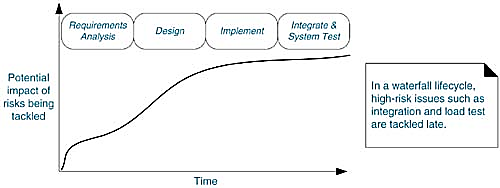 Requirements
Analysis
Design
Implement
Integrate &
System Test
Potential
impact of
risks being
tackled
Time
In a waterfall lifecycle,
high-risk issues such as
integration and load test
are tackled late.